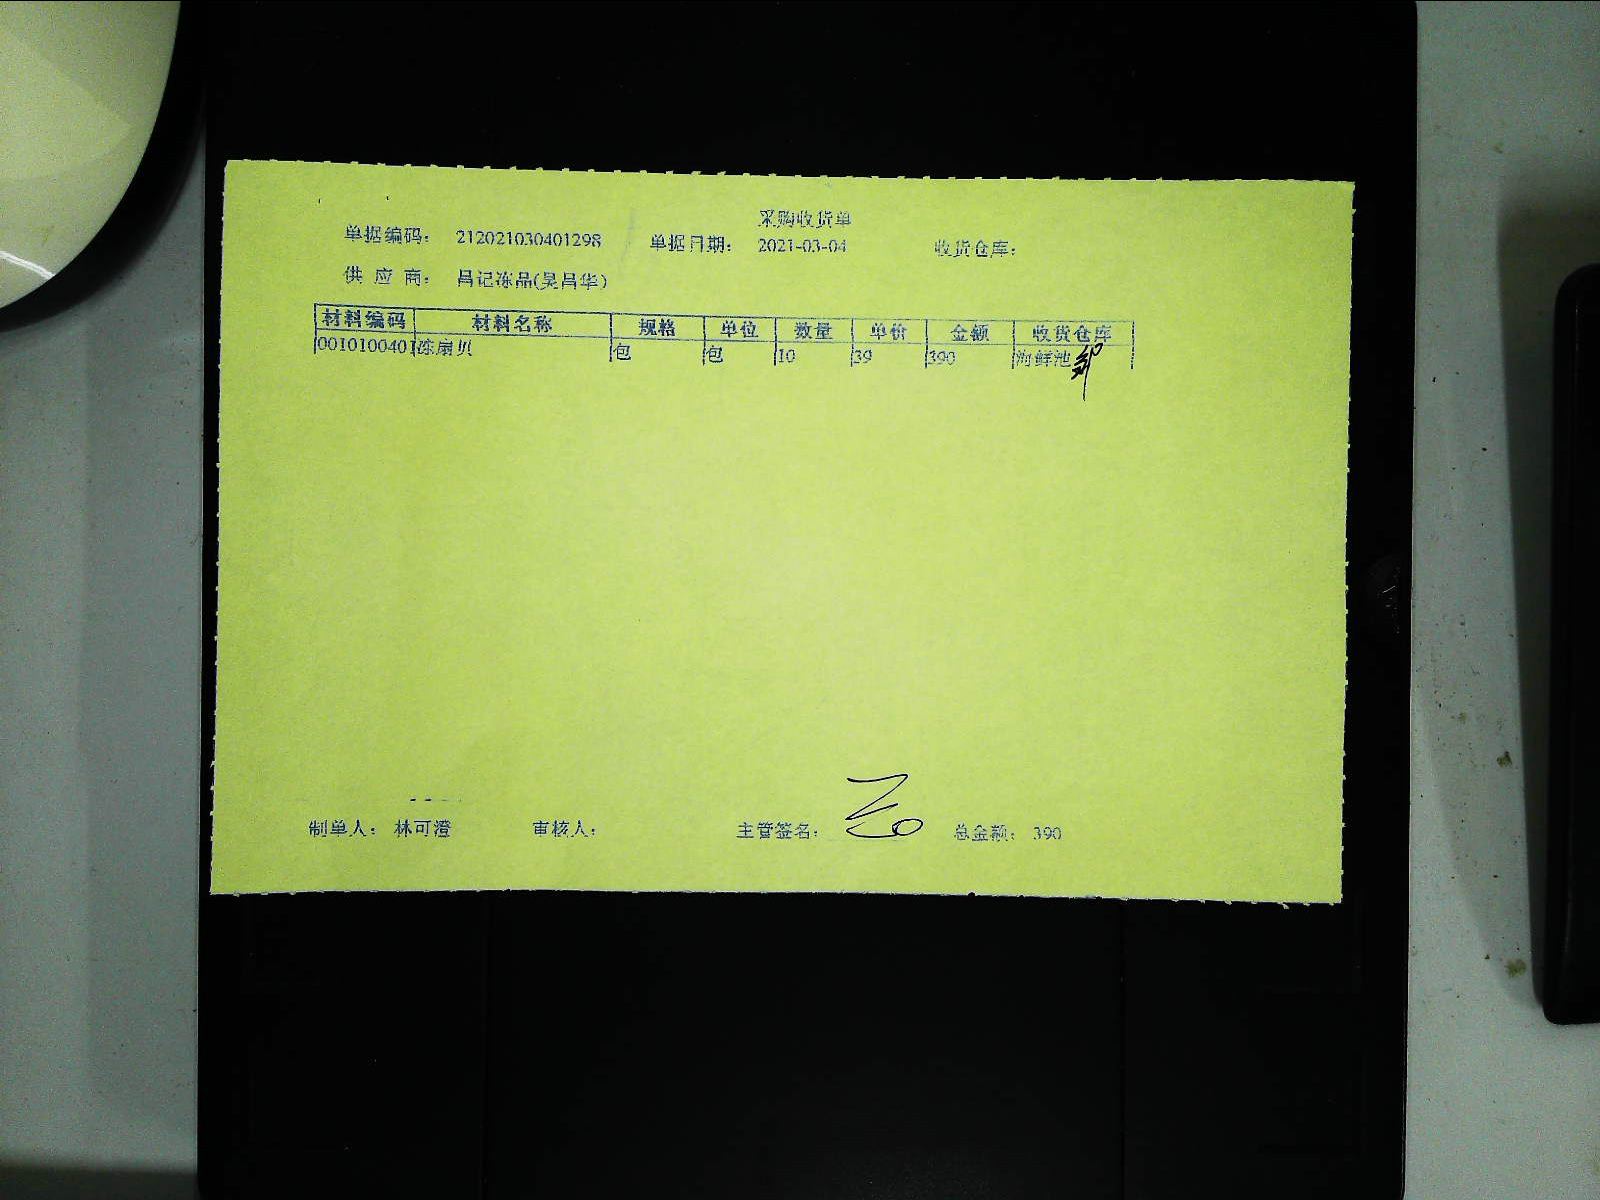 采购收货单
单据编码： 212021030401298 单据日期： 2021-03-04 收货仓库：
供 应 商： 昌记冻品(吴昌华)
材料编码 材料名称 规格 单位 数量 单价 金额 收货仓库
0010100401 冻扇贝 包 包 10 39 390 海鲜池
制单人： 林可澄 审核人： 主管签名： 总金额： 390